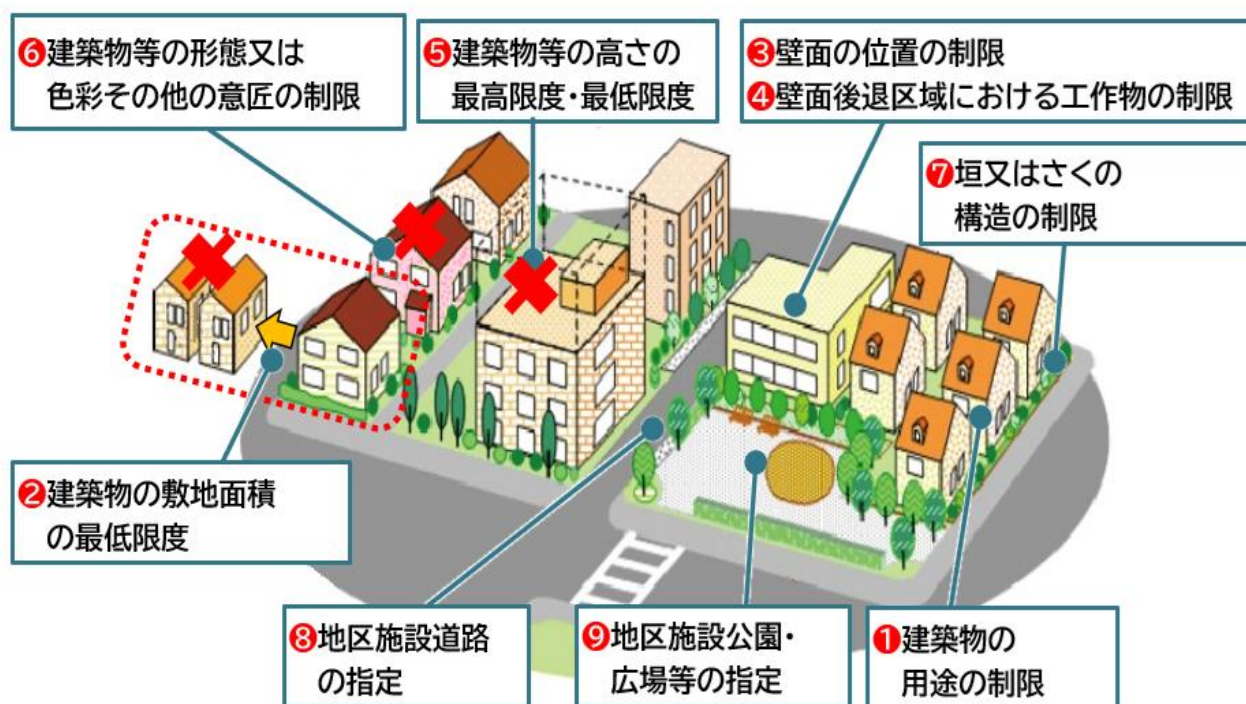 ❻建築物等の形態又は
色彩その他の意匠の制限
❺建築物等の高さの
最高限度・最低限度
❸壁面の位置の制限
❹壁面後退区域における工作物の制限
❼垣又はさくの
構造の制限
❷建築物の敷地面積
の最低限度
❽地区施設道路
の指定
❾地区施設公園・
広場等の指定
❶建築物の
用途の制限